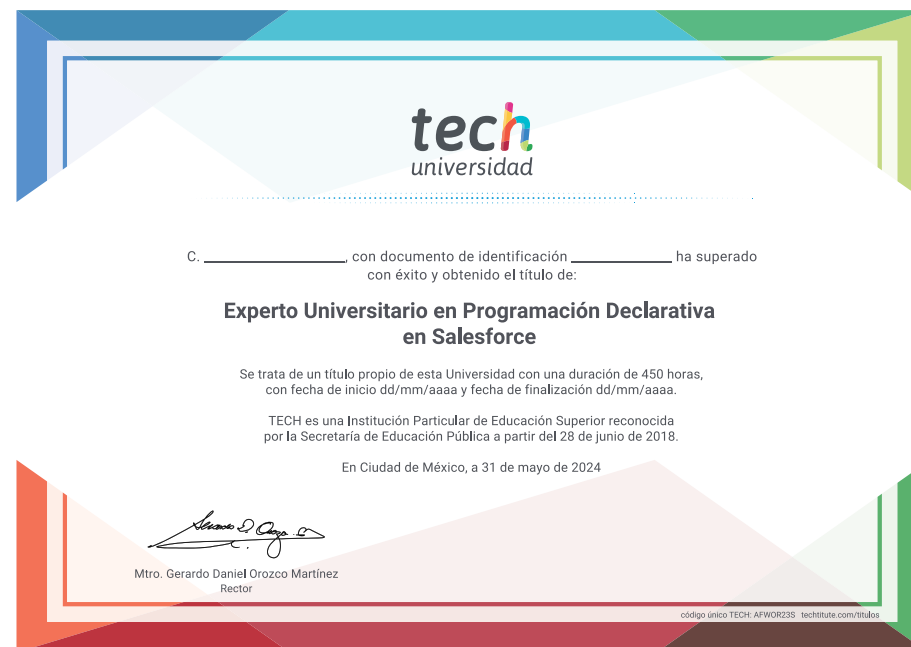 tech
universidad
C. ____________________, con documento de identificación ______________ ha superado
con éxito y obtenido el título de:
Experto Universitario en Programación Declarativa
en Salesforce
Se trata de un título propio de esta Universidad con una duración de 450 horas,
con fecha de inicio dd/mm/aaaa y fecha de finalización dd/mm/aaaa.
TECH es una Institución Particular de Educación Superior reconocida
por la Secretaría de Educación Pública a partir del 28 de junio de 2018.
En Ciudad de México, a 31 de mayo de 2024
Mtro. Gerardo Daniel Orozco Martínez
Rector
código único TECH: AFWOR23S techtitute.com/titulos